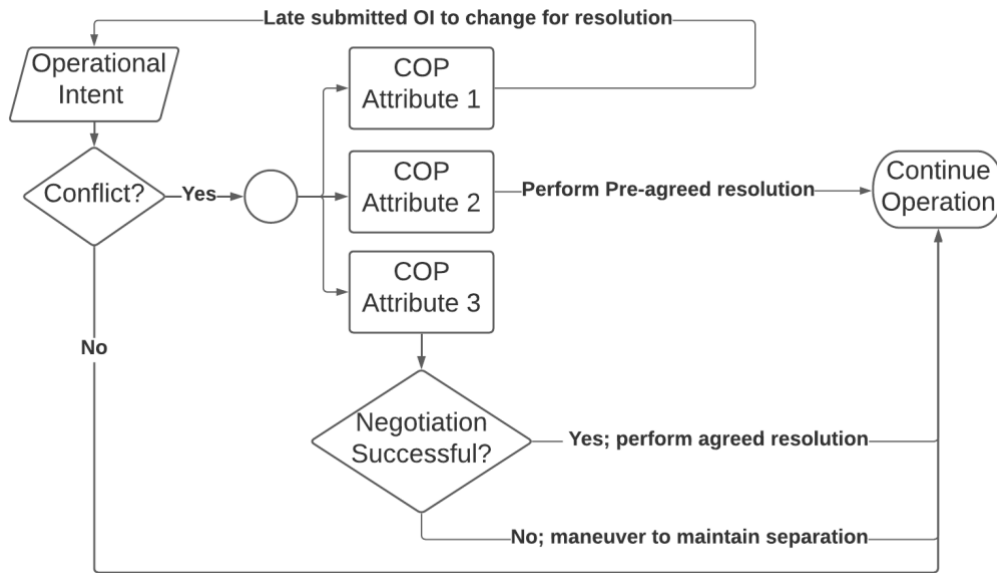 Late submitted OI to change for resolution
Operational
Intent
COP
Attribute 1
Conflict?
Yes
COP
Attribute 2
Perform Pre-agreed resolution
Continue
Operation
COP
Attribute 3
No
Negotiation
Successful?
Yes; perform agreed resolution
No; maneuver to maintain separation